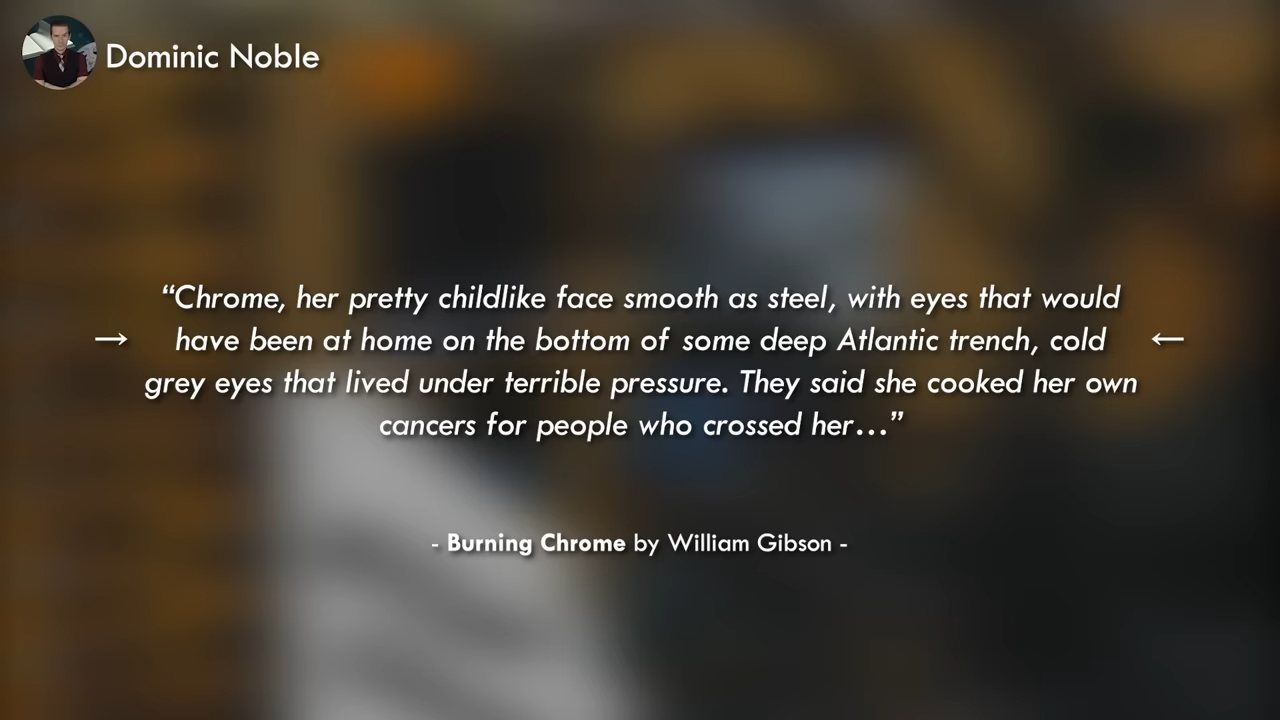 Dominic Noble
“Chrome, her pretty childlike face smooth as steel, with eyes that would
→ have been at home on the bottom of some deep Atlantic trench, cold ←
grey eyes that lived under terrible pressure. They said she cooked her own
cancers for people who crossed her…”
- Burning Chrome by William Gibson -